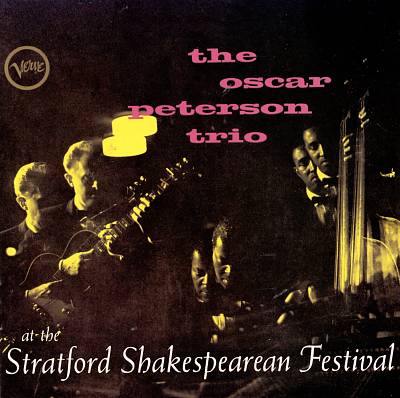 Verve
the
oscar
peterson
trio
at the
Stratford Shakespearean Festival